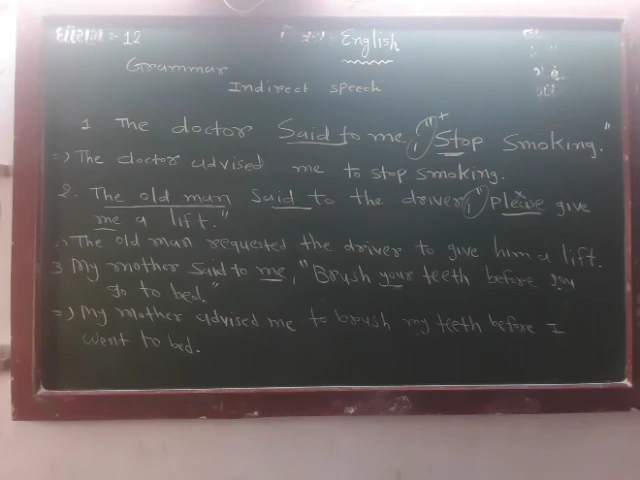 :- 12
English
Grammar
Indirect speech
1 The doctor Said to me, "Stop Smoking."
=> The doctor advised me to stop smoking.
2. The old man Said to the driver, "please give
me a lift."
The old man requested the driver to give him a lift.
3 My mother Said to me, "Brush your teeth before you
go to bed."
=> My mother advised me to brush my teeth before I
went to bed.